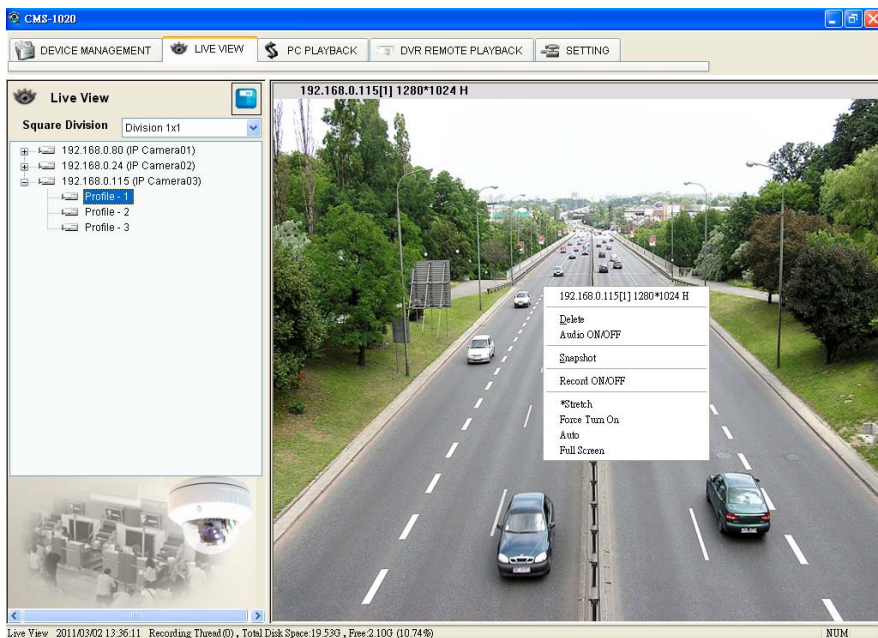 CMS-1020
DEVICE MANAGEMENT
LIVE VIEW
PC PLAYBACK
DVR REMOTE PLAYBACK
SETTING
Live View
Square Division
Division 1x1
192.168.0.80 (IP Camera01)
192.168.0.24 (IP Camera02)
192.168.0.115 (IP Camera03)
Profile - 1
Profile - 2
Profile - 3
192.168.0.115[1] 1280*1024 H
192.168.0.115[1] 1280*1024 H
Delete
Audio ON/OFF
Snapshot
Record ON/OFF
*Stretch
Force Turn On
Auto
Full Screen
Live View 2011/03/02 13:36:11 Recording Thread(0) , Total Disk Space:19.53G , Free:2.10G (10.74%) NUM